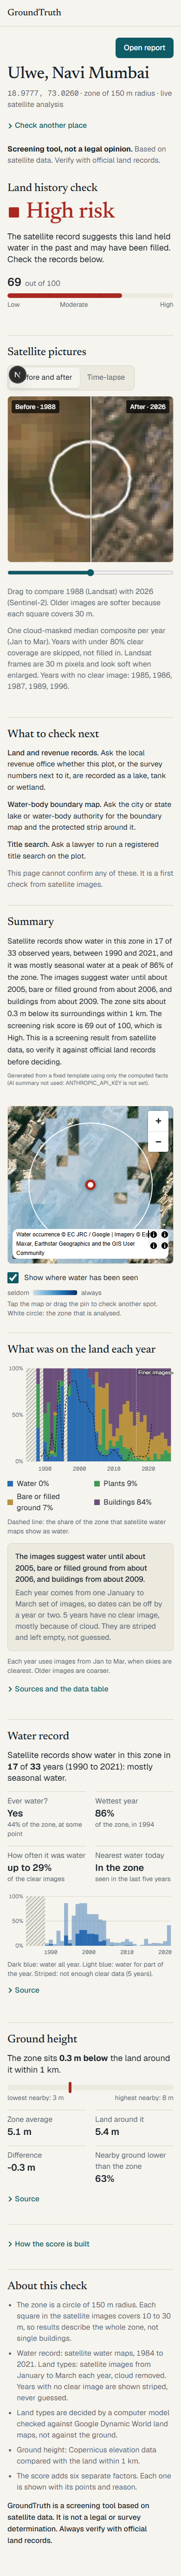 GroundTruth
Open report
Ulwe, Navi Mumbai
18.9777, 73.0260 · zone of 150 m radius · live
satellite analysis
Check another place
Screening tool, not a legal opinion. Based on
satellite data. Verify with official land records.
Land history check
High risk
The satellite record suggests this land held
water in the past and may have been filled.
Check the records below.
69 out of 100
Low Moderate High
Satellite pictures
N
fore and after Time-lapse
Before · 1988 After · 2026
Drag to compare 1988 (Landsat) with 2026
(Sentinel-2). Older images are softer because
each square covers 30 m.
One cloud-masked median composite per year
(Jan to Mar). Years with under 80% clear
coverage are skipped, not filled in. Landsat
frames are 30 m pixels and look soft when
enlarged. Years with no clear image: 1985, 1986,
1987, 1989, 1996.
What to check next
Land and revenue records. Ask the local
revenue office whether this plot, or the survey
numbers next to it, are recorded as a lake, tank
or wetland.
Water-body boundary map. Ask the city or state
lake or water-body authority for the boundary
map and the protected strip around it.
Title search. Ask a lawyer to run a registered
title search on the plot.
This page cannot confirm any of these. It is a first
check from satellite images.
Summary
Satellite records show water in this zone in 17 of
33 observed years, between 1990 and 2021, and
it was mostly seasonal water at a peak of 86% of
the zone. The images suggest water until about
2005, bare or filled ground from about 2006, and
buildings from about 2009. The zone sits about
0.3 m below its surroundings within 1 km. The
screening risk score is 69 out of 100, which is
High. This is a screening result from satellite
data, so verify it against official land records
before deciding.
Generated from a fixed template using only the computed facts
(AI summary not used: ANTHROPIC_API_KEY is not set).
+
−
Water occurrence © EC JRC / Google | Imagery © Esri,
Maxar, Earthstar Geographics and the GIS User
Community
Show where water has been seen
seldom always
Tap the map or drag the pin to check another spot.
White circle: the zone that is analysed.
What was on the land each year
100%
Finer images
50%
0%
1990 2000 2010 2020
Water 0% Plants 9%
Bare or filled
ground 7%
Buildings 84%
Dashed line: the share of the zone that satellite water
maps show as water.
The images suggest water until about
2005, bare or filled ground from about
2006, and buildings from about 2009.
Each year comes from one January to
March set of images, so dates can be off by
a year or two. 5 years have no clear image,
mostly because of cloud. They are striped
and left empty, not guessed.
Each year uses images from Jan to Mar, when skies are
clearest. Older images are coarser.
Sources and the data table
Water record
Satellite records show water in this zone in
17 of 33 years (1990 to 2021): mostly
seasonal water.
Ever water? Wettest year
Yes 86%
44% of the zone, at some
point
of the zone, in 1994
How often it was water Nearest water today
up to 29% In the zone
of the clear images seen in the last five years
100%
50%
0%
1990 2000 2010 2020
Dark blue: water all year. Light blue: water for part of
the year. Striped: not enough clear data (5 years).
Source
Ground height
The zone sits 0.3 m below the land around
it within 1 km.
lowest nearby: 3 m highest nearby: 8 m
Zone average Land around it
5.1 m 5.4 m
Difference Nearby ground lower
than the zone
-0.3 m
63%
Source
How the score is built
About this check
The zone is a circle of 150 m radius. Each
square in the satellite images covers 10 to 30
m, so results describe the whole zone, not
single buildings.
Water record: satellite water maps, 1984 to
2021. Land types: satellite images from
January to March each year, cloud removed.
Years with no clear image are shown striped,
never guessed.
Land types are decided by a computer model
checked against Google Dynamic World land
maps, not against the ground.
Ground height: Copernicus elevation data
compared with the land within 1 km.
The score adds six separate factors. Each one
is shown with its points and reason.
GroundTruth is a screening tool based on
satellite data. It is not a legal or survey
determination. Always verify with official
land records.